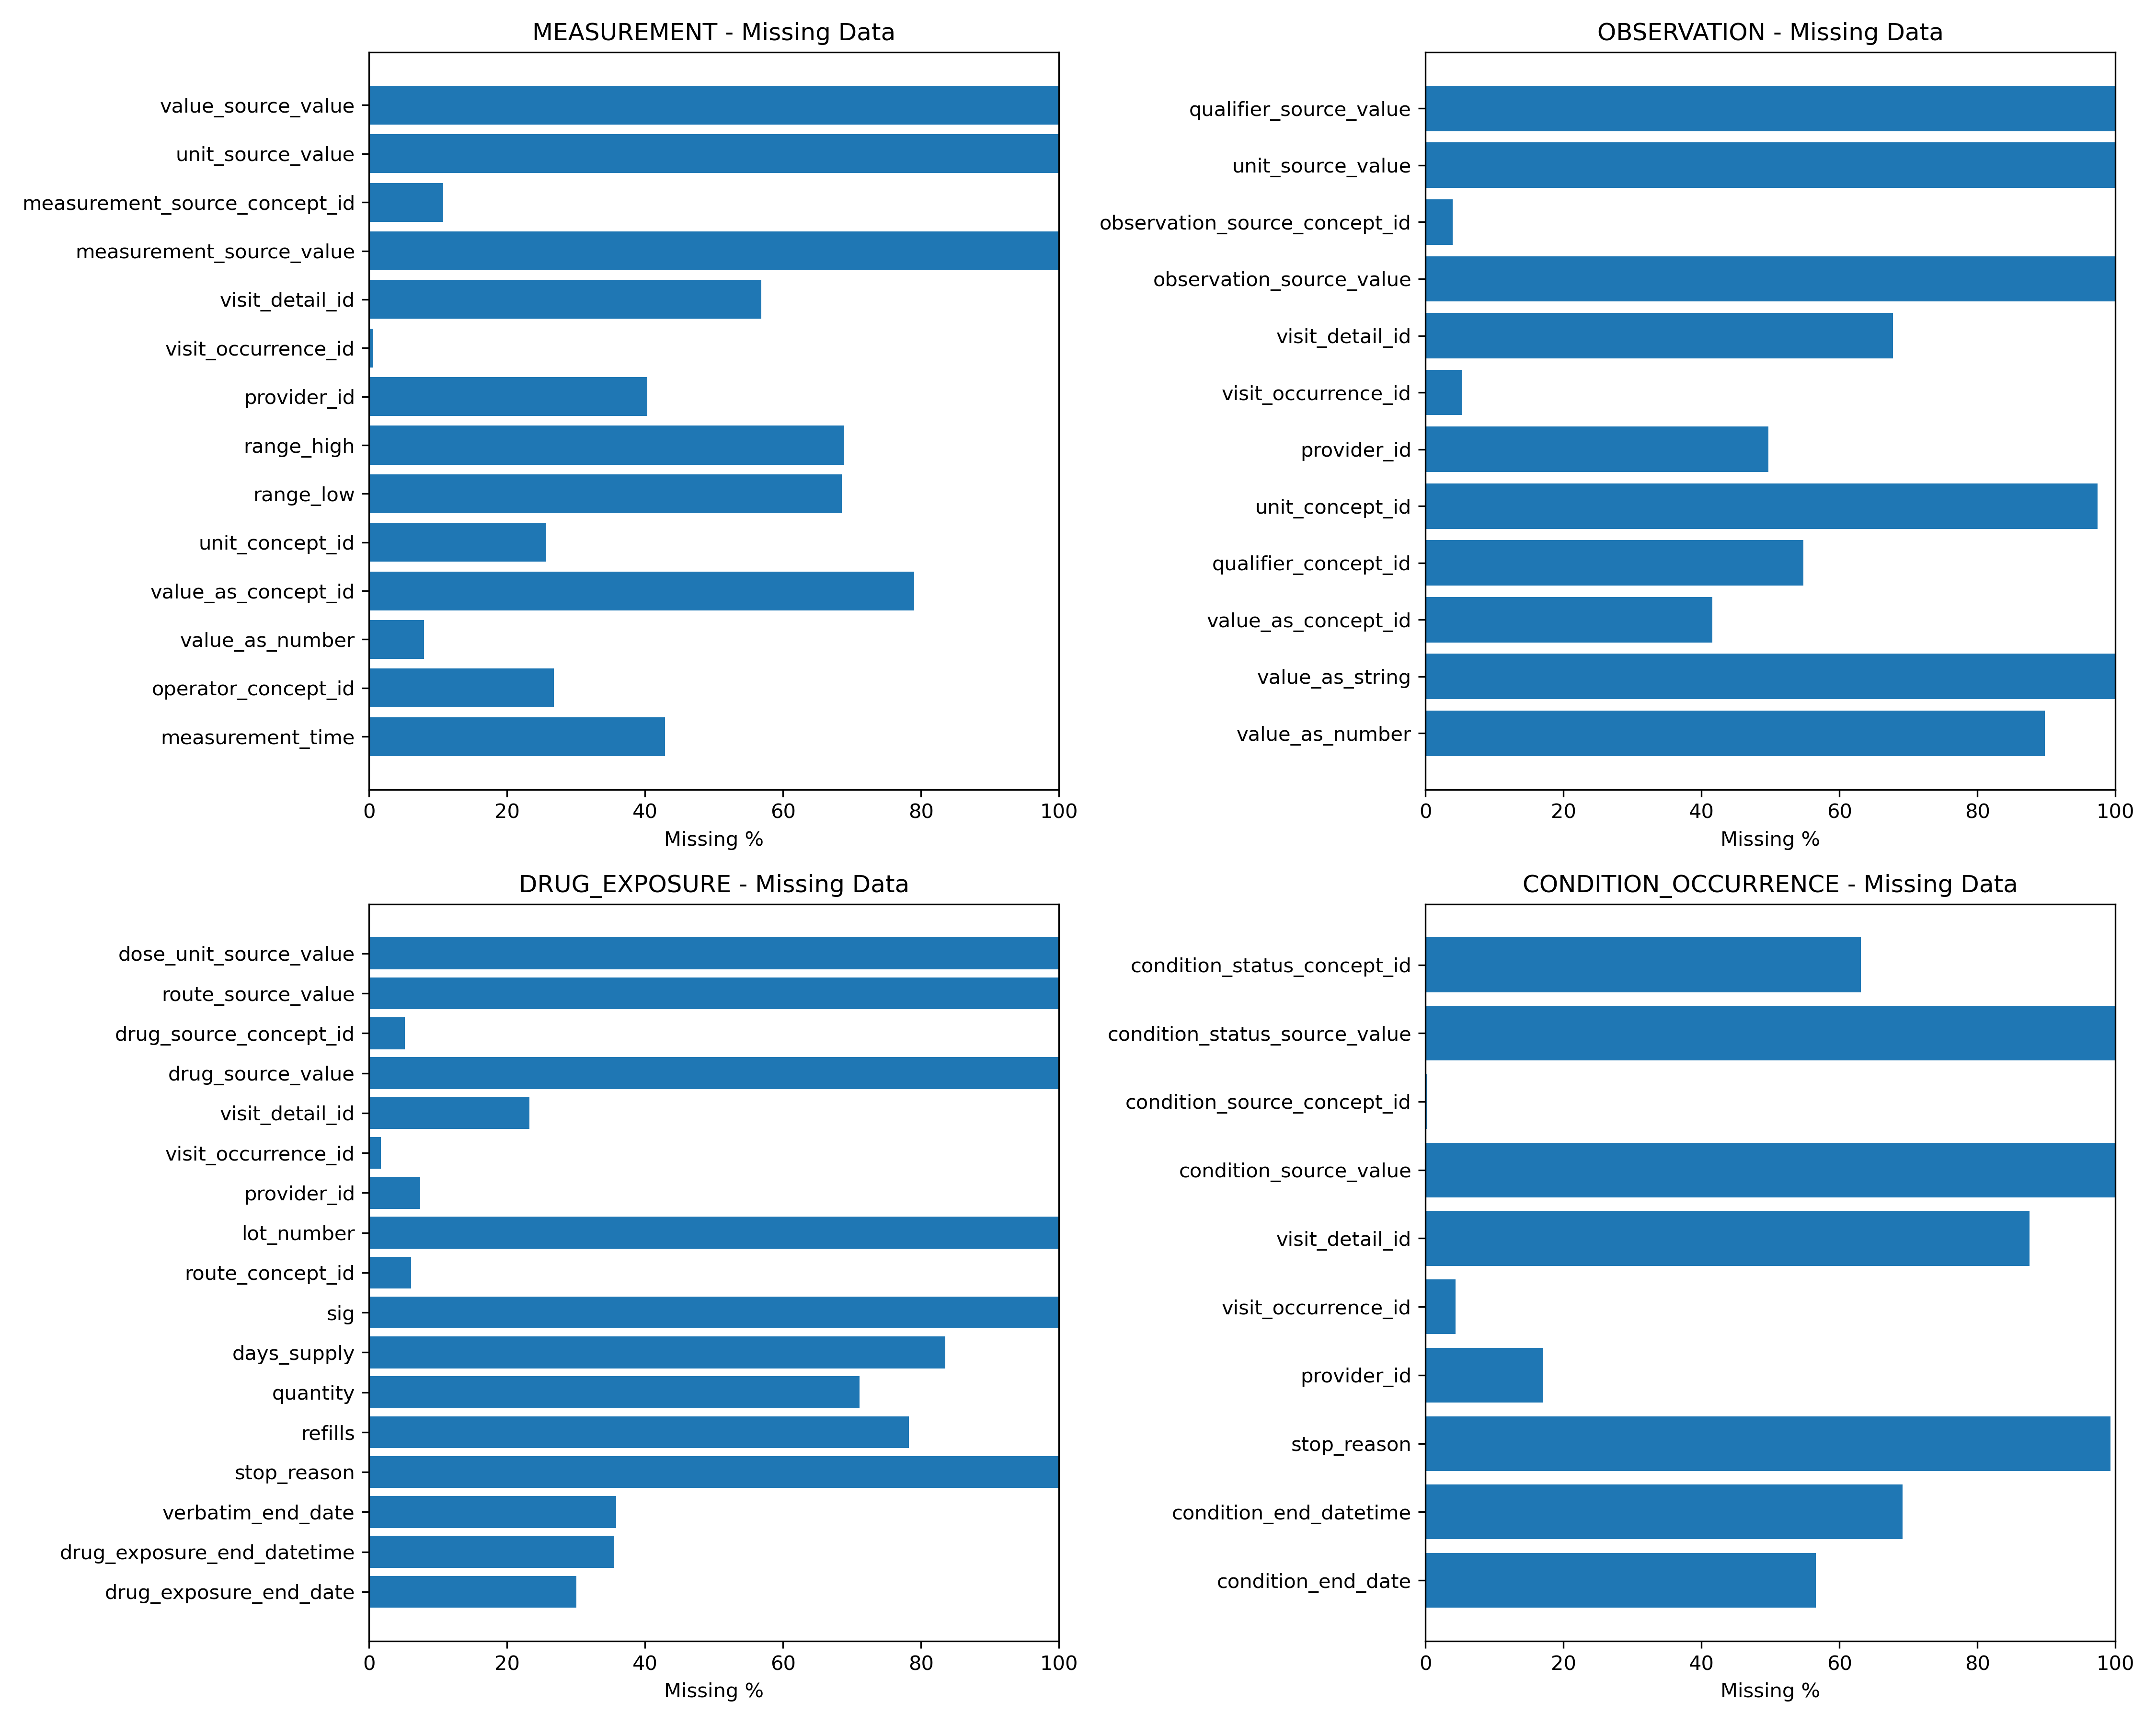 MEASUREMENT - Missing Data
value_source_value
unit_source_value
measurement_source_concept_id
measurement_source_value
visit_detail_id
visit_occurrence_id
provider_id
range_high
range_low
unit_concept_id
value_as_concept_id
value_as_number
operator_concept_id
measurement_time
0 20 40 60 80 100
Missing %
OBSERVATION - Missing Data
qualifier_source_value
unit_source_value
observation_source_concept_id
observation_source_value
visit_detail_id
visit_occurrence_id
provider_id
unit_concept_id
qualifier_concept_id
value_as_concept_id
value_as_string
value_as_number
0 20 40 60 80 100
Missing %
DRUG_EXPOSURE - Missing Data
dose_unit_source_value
route_source_value
drug_source_concept_id
drug_source_value
visit_detail_id
visit_occurrence_id
provider_id
lot_number
route_concept_id
sig
days_supply
quantity
refills
stop_reason
verbatim_end_date
drug_exposure_end_datetime
drug_exposure_end_date
0 20 40 60 80 100
Missing %
CONDITION_OCCURRENCE - Missing Data
condition_status_concept_id
condition_status_source_value
condition_source_concept_id
condition_source_value
visit_detail_id
visit_occurrence_id
provider_id
stop_reason
condition_end_datetime
condition_end_date
0 20 40 60 80 100
Missing %